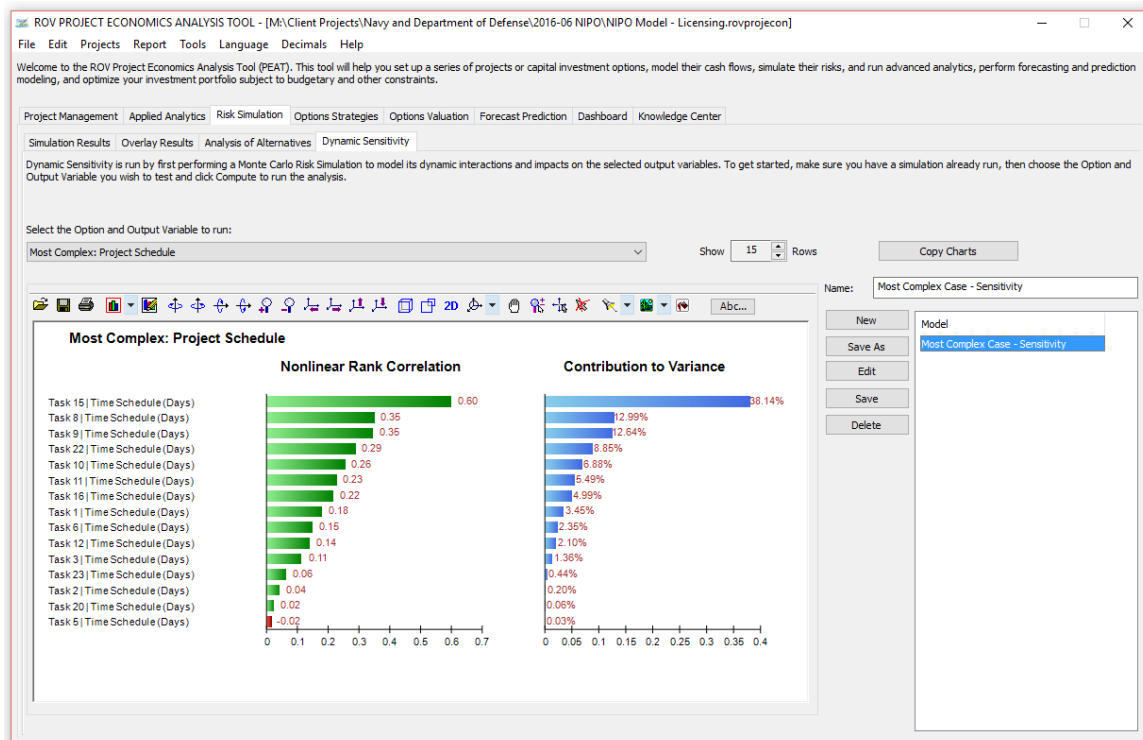 ROV PROJECT ECONOMICS ANALYSIS TOOL - [M:\Client Projects\Navy and Department of Defense\2016-06 NIPO\NIPO Model - Licensing.rovprojecon]
File Edit Projects Report Tools Language Decimals Help
Welcome to the ROV Project Economics Analysis Tool (PEAT). This tool will help you set up a series of projects or capital investment options, model their cash flows, simulate their risks, and run advanced analytics, perform forecasting and prediction
modeling, and optimize your investment portfolio subject to budgetary and other constraints.
Project Management Applied Analytics Risk Simulation Options Strategies Options Valuation Forecast Prediction Dashboard Knowledge Center
Simulation Results Overlay Results Analysis of Alternatives Dynamic Sensitivity
Dynamic Sensitivity is run by first performing a Monte Carlo Risk Simulation to model its dynamic interactions and impacts on the selected output variables. To get started, make sure you have a simulation already run, then choose the Option and
Output Variable you wish to test and click Compute to run the analysis.
Select the Option and Output Variable to run:
Most Complex: Project Schedule Show 15 Rows Copy Charts
Name: Most Complex Case - Sensitivity
2D Abc...
New
Save As
Edit
Save
Delete
Model
Most Complex Case - Sensitivity
Most Complex: Project Schedule
Nonlinear Rank Correlation Contribution to Variance
Task 15 | Time Schedule (Days) 0.60 38.14%
Task 8 | Time Schedule (Days) 0.35 12.99%
Task 9 | Time Schedule (Days) 0.35 12.64%
Task 22 | Time Schedule (Days) 0.29 8.85%
Task 10 | Time Schedule (Days) 0.26 6.88%
Task 11 | Time Schedule (Days) 0.23 5.49%
Task 16 | Time Schedule (Days) 0.22 4.99%
Task 1 | Time Schedule (Days) 0.18 3.45%
Task 6 | Time Schedule (Days) 0.15 2.35%
Task 12 | Time Schedule (Days) 0.14 2.10%
Task 3 | Time Schedule (Days) 0.11 1.36%
Task 23 | Time Schedule (Days) 0.06 0.44%
Task 2 | Time Schedule (Days) 0.04 0.20%
Task 20 | Time Schedule (Days) 0.02 0.06%
Task 5 | Time Schedule (Days) -0.02 0.03%
0 0.1 0.2 0.3 0.4 0.5 0.6 0.7 0 0.05 0.1 0.15 0.2 0.25 0.3 0.35 0.4